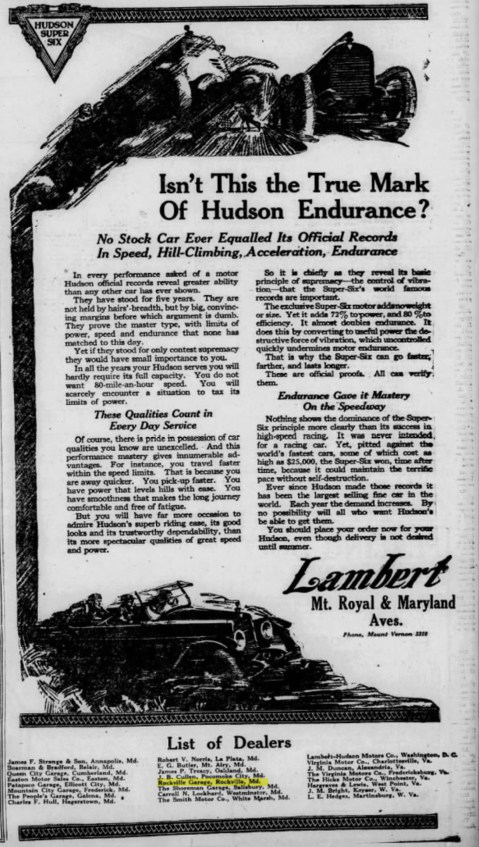 HUDSON
SUPER
SIX
Isn't This the True Mark
Of Hudson Endurance?
No Stock Car Ever Equalled Its Official Records
In Speed, Hill-Climbing, Acceleration, Endurance
In every performance asked of a motor
Hudson official records reveal greater ability
than any other car has ever shown.
They have stood for five years. They are
not held by hairs'-breadth, but by big, convinc-
ing margins before which argument is dumb.
They prove the master type, with limits of
power, speed and endurance that none has
matched to this day.
Yet if they stood for only contest supremacy
they would have small importance to you.
In all the years your Hudson serves you will
hardly require its full capacity. You do not
want 80-mile-an-hour speed. You will
scarcely encounter a situation to tax its
limits of power.
These Qualities Count in
Every Day Service
Of course, there is pride in possession of car
qualities you know are unexcelled. And this
performance mastery gives innumerable ad-
vantages. For instance, you travel faster
within the speed limits. That is because you
are away quicker. You pick-up faster. You
have power that levels hills with ease. You
have smoothness that makes the long journey
comfortable and free of fatigue.
But you will have far more occasion to
admire Hudson's superb riding ease, its good
looks and its trustworthy dependability, than
its more spectacular qualities of great speed
and power.
So it is chiefly as they reveal its basic
principle of supremacy—the control of vibra-
tion—that the Super-Six's world famous
records are important.
The exclusive Super-Six motor adds no weight
or size. Yet it adds 72% to power, and 80% to
efficiency. It almost doubles endurance. It
does this by converting to useful power the de-
structive force of vibration, which uncontrolled
quickly undermines motor endurance.
That is why the Super-Six can go faster,
farther, and lasts longer.
These are official proofs. All can verify
them.
Endurance Gave it Mastery
On the Speedway
Nothing shows the dominance of the Super-
Six principle more clearly than its success in
high-speed racing. It was never intended
for a racing car. Yet, pitted against the
world's fastest cars, some of which cost as
high as $25,000, the Super-Six won, time after
time, because it could maintain the terrific
pace without self-destruction.
Ever since Hudson made those records it
has been the largest selling fine car in the
world. Each year the demand increases. By
no possibility will all who want Hudson's
be able to get them.
You should place your order now for your
Hudson, even though delivery is not desired
until summer.
Lambert
Mt. Royal & Maryland
Aves.
Phone, Mount Vernon
List of Dealers
James F. Strange & Son, Annapolis, Md.
Boarman & Bradford, Belair, Md.
Queen City Garage, Cumberland, Md.
Easton Motor Sales Co., Easton, Md.
Patapsco Garage, Ellicott City, Md.
Mountain City Garage, Frederick, Md.
The People's Garage, Galena, Md.
Charles F. Hull, Hagerstown, Md.
Robert V. Norris, La Plata, Md.
E. G. Butler, Mt. Airy, Md.
James P. Treacy, Oakland, Md.
J. B. Cullen, Pocomoke City, Md.
Rockville Garage, Rockville, Md.
The Shoreman Garage, Salisbury, Md.
Carroll N. Lockhard, Westminster, Md.
The Smith Motor Co., White Marsh, Md.
Lambert-Hudson Motors Co., Washington, D. C.
Virginia Motor Co., Charlottesville, Va.
J. M. Duncan, Alexandria, Va.
The Virginia Motors Co., Fredericksburg, Va.
The Hicks Motor Co., Winchester, Va.
Hargraves & Lewis, West Point, Va.
J. M. Bright, Keyser, W. Va.
L. E. Hedges, Martinsburg, W. Va.